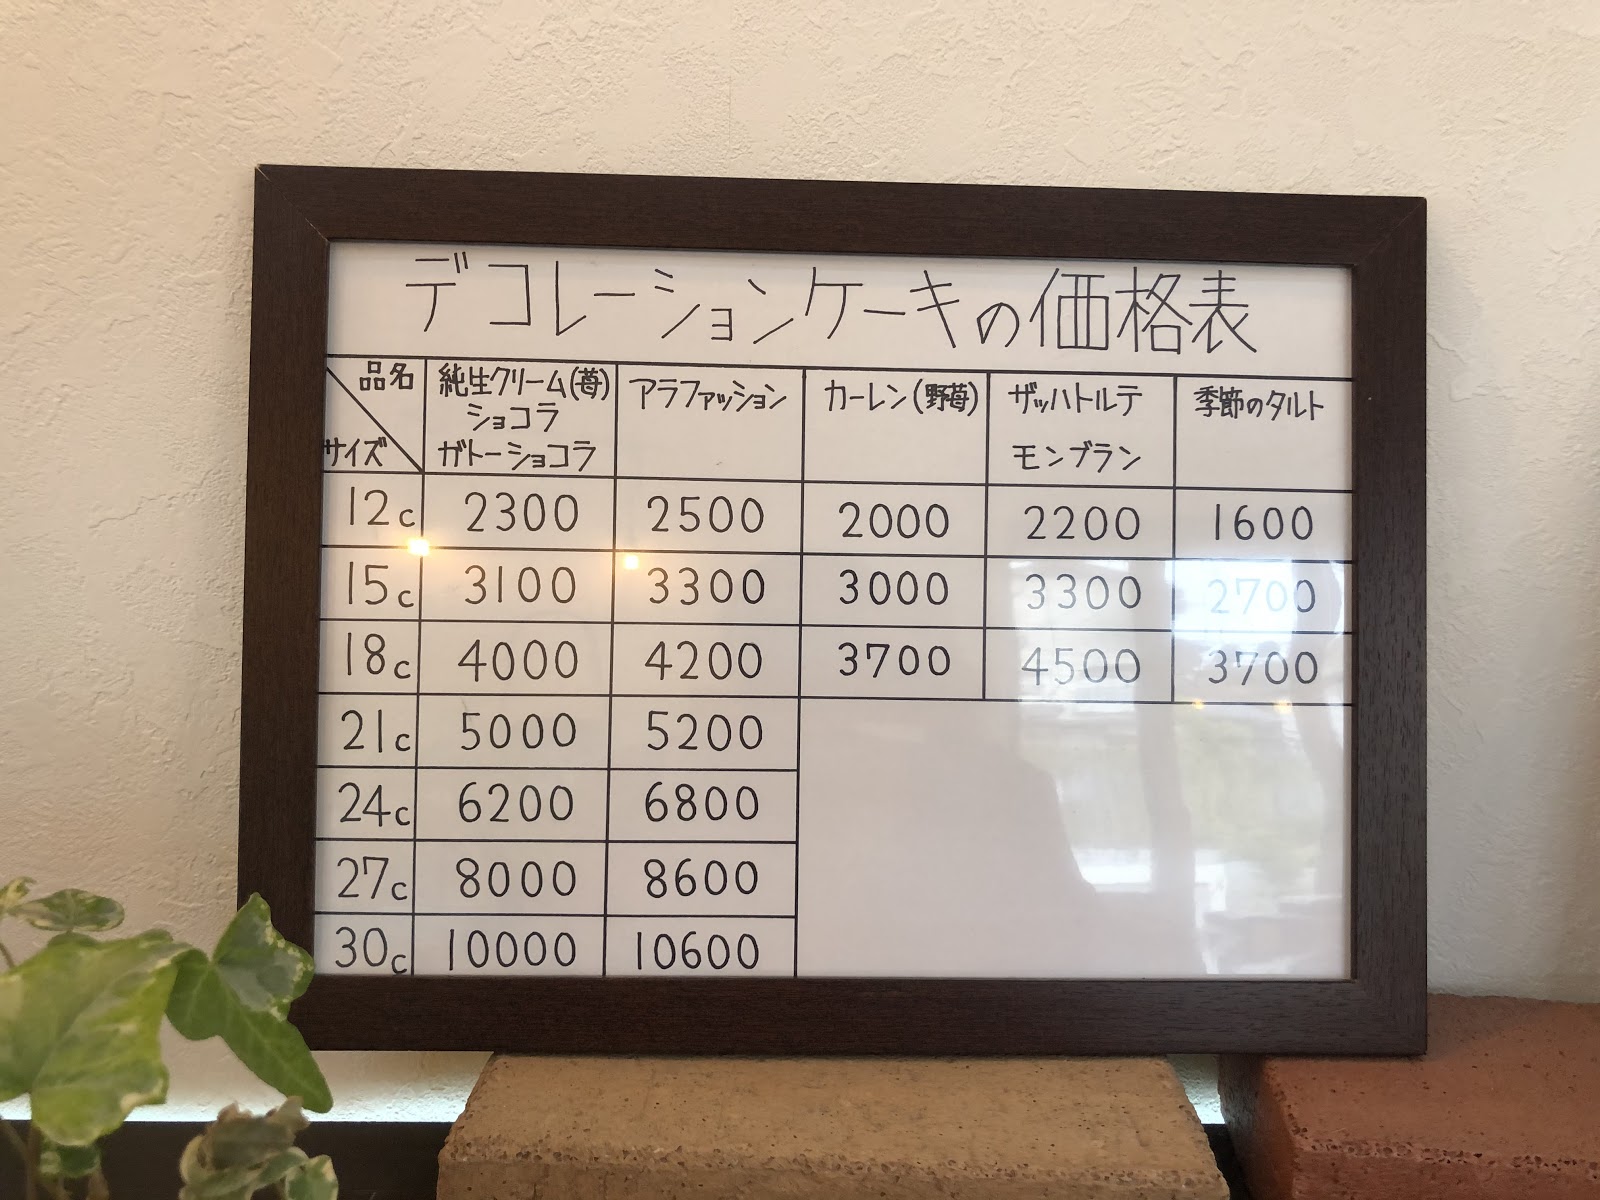 デコレーションケーキの価格表
品名 純生クリーム(苺) アラファッション カーレン(野苺) ザッハトルテ 季節のタルト
ショコラ
サイズ ガトーショコラ モンブラン
12c 2300 2500 2000 2200 1600
15c 3100 3300 3000 3300 2700
18c 4000 4200 3700 4500 3700
21c 5000 5200
24c 6200 6800
27c 8000 8600
30c 10000 10600